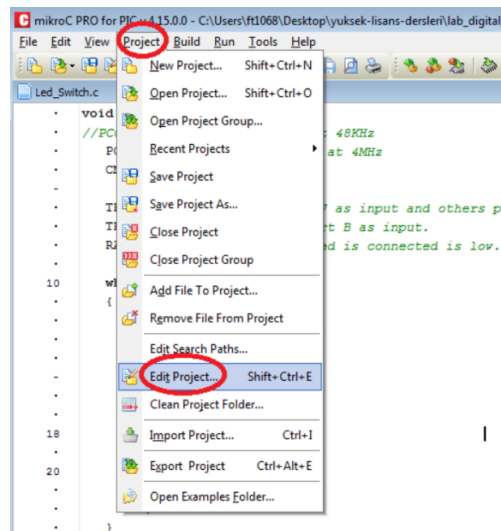 mikroC PRO for PIC v.4.15.0.0 - C:\Users\ft1068\Desktop\yuksek-lisans-dersleri\lab_digital
File Edit View Project Build Run Tools Help
New Project... Shift+Ctrl+N
Led_Switch.c
Open Project... Shift+Ctrl+O
void
Open Project Group...
//PC 48KHz
Recent Projects at 4MHz
Save Project
Save Project As... as input and others p
t B as input.
Close Project
ed is connected is low.
Close Project Group
10 wh
Add File To Project...
{
Remove File From Project
Edit Search Paths...
Edit Project... Shift+Ctrl+E
Clean Project Folder...
18 Import Project... Ctrl+I
20 Export Project Ctrl+Alt+E
Open Examples Folder...
}